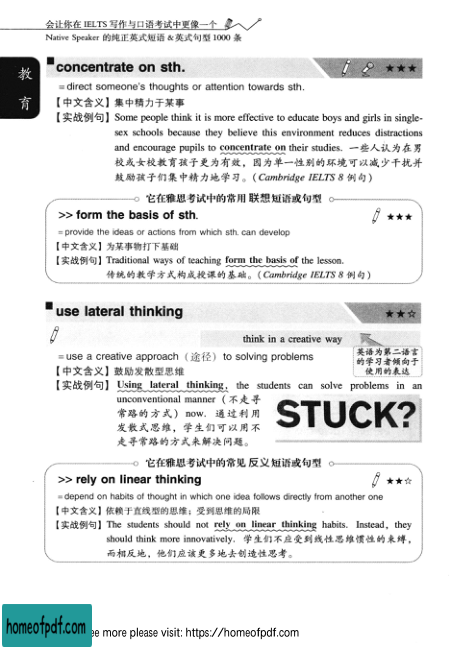 会让你在 IELTS 写作与口语考试中更像一个
Native Speaker 的纯正英式短语 & 英式句型 1000 条
教
育
concentrate on sth. ★★★
= direct someone's thoughts or attention towards sth.
【中文含义】集中精力于某事
【实战例句】Some people think it is more effective to educate boys and girls in single-
sex schools because they believe this environment reduces distractions
and encourage pupils to concentrate on their studies. 一些人认为在男
校或女校教育孩子更为有效，因为单一性别的环境可以减少干扰并
鼓励孩子们集中精力地学习。（Cambridge IELTS 8 例句）
它在雅思考试中的常用 联想 短语或句型
>> form the basis of sth. ★★★
= provide the ideas or actions from which sth. can develop
【中文含义】为某事物打下基础
【实战例句】Traditional ways of teaching form the basis of the lesson.
传统的教学方式构成授课的基础。（Cambridge IELTS 8 例句）
use lateral thinking ★★☆
think in a creative way
英语为第二语言
的学习者倾向于
使用的表达
= use a creative approach（途径）to solving problems
【中文含义】鼓励发散型思维
【实战例句】Using lateral thinking, the students can solve problems in an
unconventional manner（不走寻
常路的方式）now. 通过利用
发散式思维，学生们可以用不
走寻常路的方式来解决问题。
STUCK?
它在雅思考试中的常见 反义 短语或句型
>> rely on linear thinking ★★☆
= depend on habits of thought in which one idea follows directly from another one
【中文含义】依赖于直线型的思维；受到思维的局限
【实战例句】The students should not rely on linear thinking habits. Instead, they
should think more innovatively. 学生们不应受到线性思维惯性的束缚，
而相反地，他们应该更多地去创造性思考。
homeofpdf.com
ee more please visit: https://homeofpdf.com